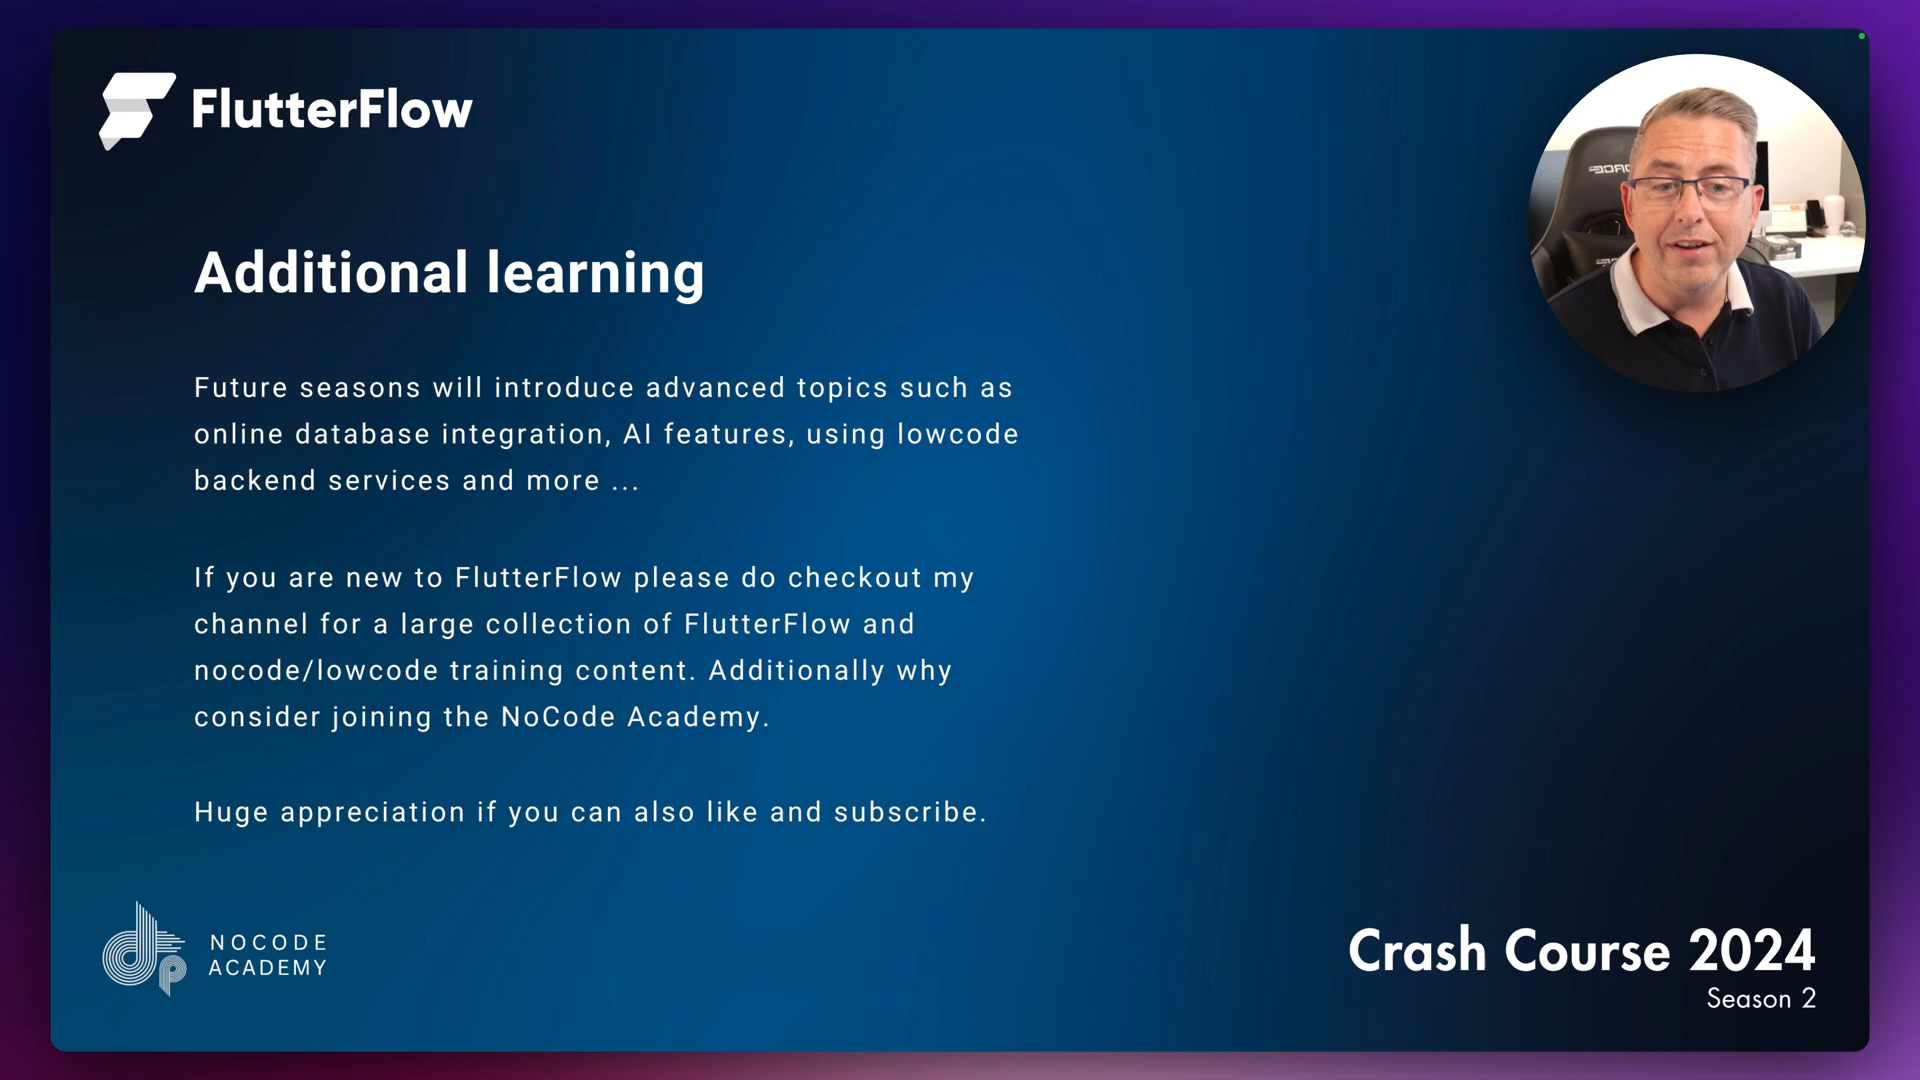 FlutterFlow
Additional learning
Future seasons will introduce advanced topics such as
online database integration, AI features, using lowcode
backend services and more ...
If you are new to FlutterFlow please do checkout my
channel for a large collection of FlutterFlow and
nocode/lowcode training content. Additionally why
consider joining the NoCode Academy.
Huge appreciation if you can also like and subscribe.
dp
NOCODE
ACADEMY
Crash Course 2024
Season 2